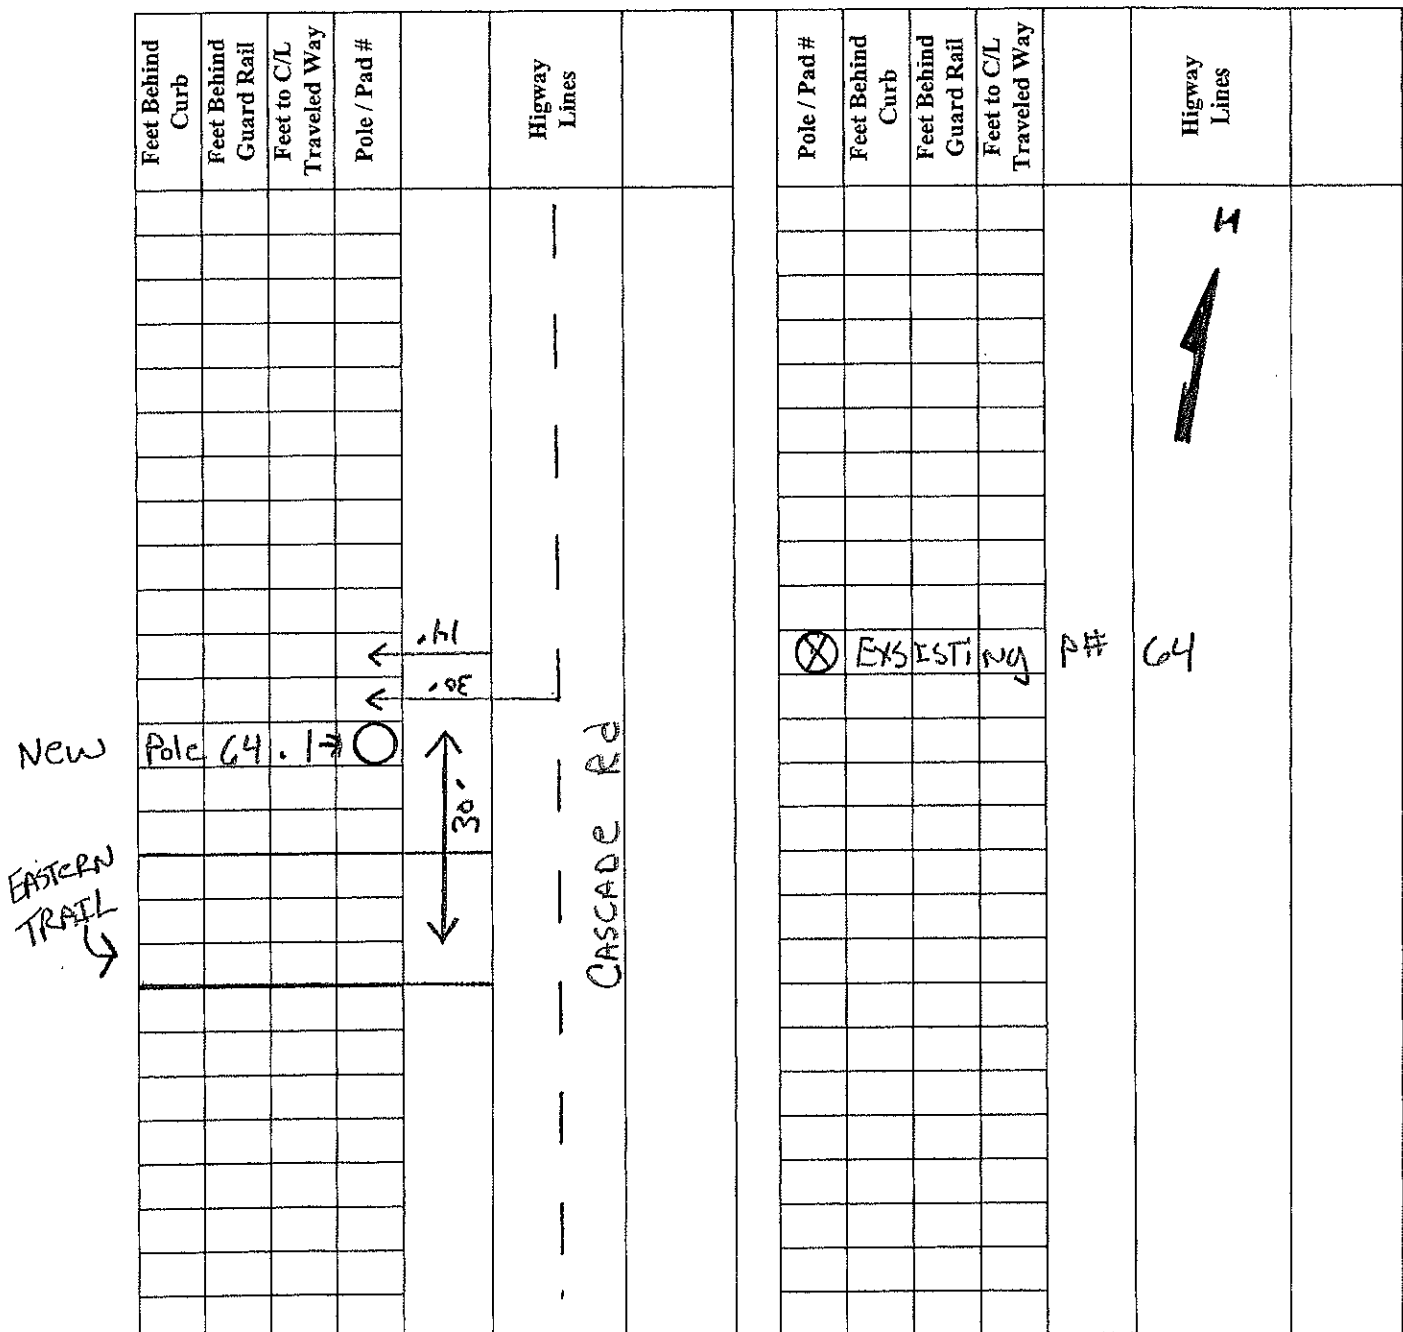 Feet Behind Curb
Feet Behind Guard Rail
Feet to C/L Traveled Way
Pole / Pad #
Higway Lines
Pole / Pad #
Feet Behind Curb
Feet Behind Guard Rail
Feet to C/L Traveled Way
Higway Lines
N
14'
30'
EXSISTING P# 64
New Pole 64.1
30'
CASCADE Rd
EASTERN
TRAIL